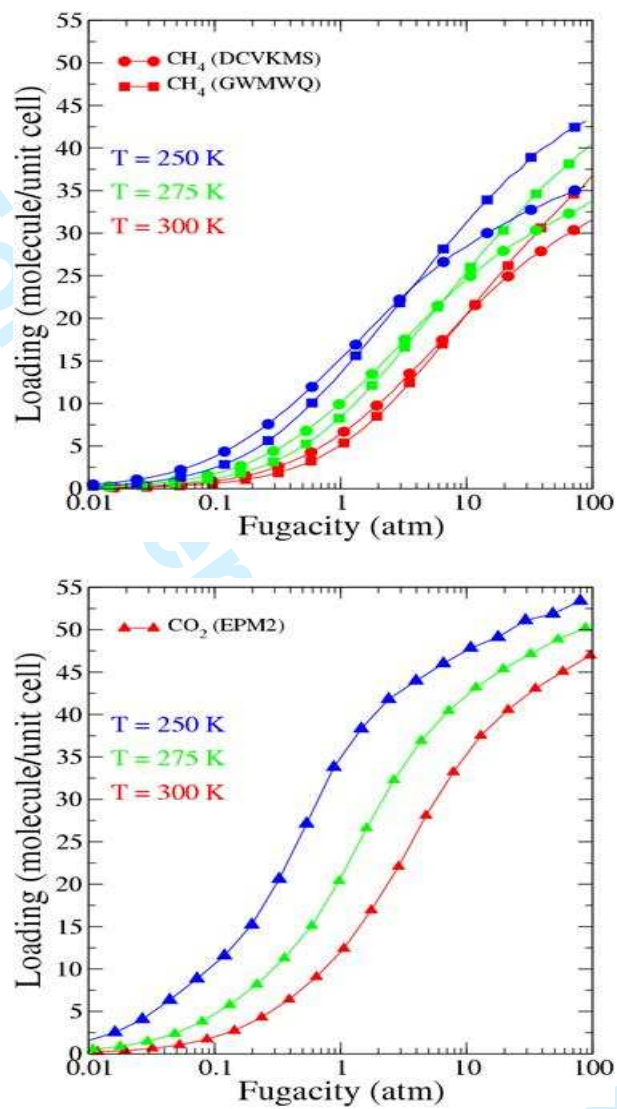 55
50
45
40
35
30
25
20
15
10
5
0
Loading (molecule/unit cell)
CH4 (DCVKMS)
CH4 (GWMWQ)
T = 250 K
T = 275 K
T = 300 K
0.01 0.1 1 10 100
Fugacity (atm)
55
50
45
40
35
30
25
20
15
10
5
0
Loading (molecule/unit cell)
CO2 (EPM2)
T = 250 K
T = 275 K
T = 300 K
0.01 0.1 1 10 100
Fugacity (atm)